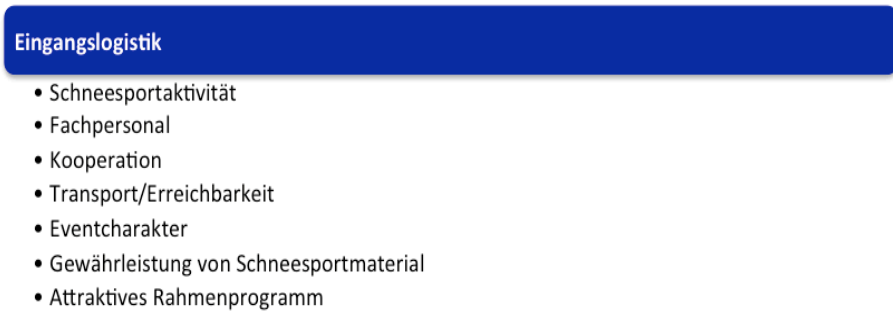 Eingangslogistik
• Schneesportaktivität
• Fachpersonal
• Kooperation
• Transport/Erreichbarkeit
• Eventcharakter
• Gewährleistung von Schneesportmaterial
• Attraktives Rahmenprogramm